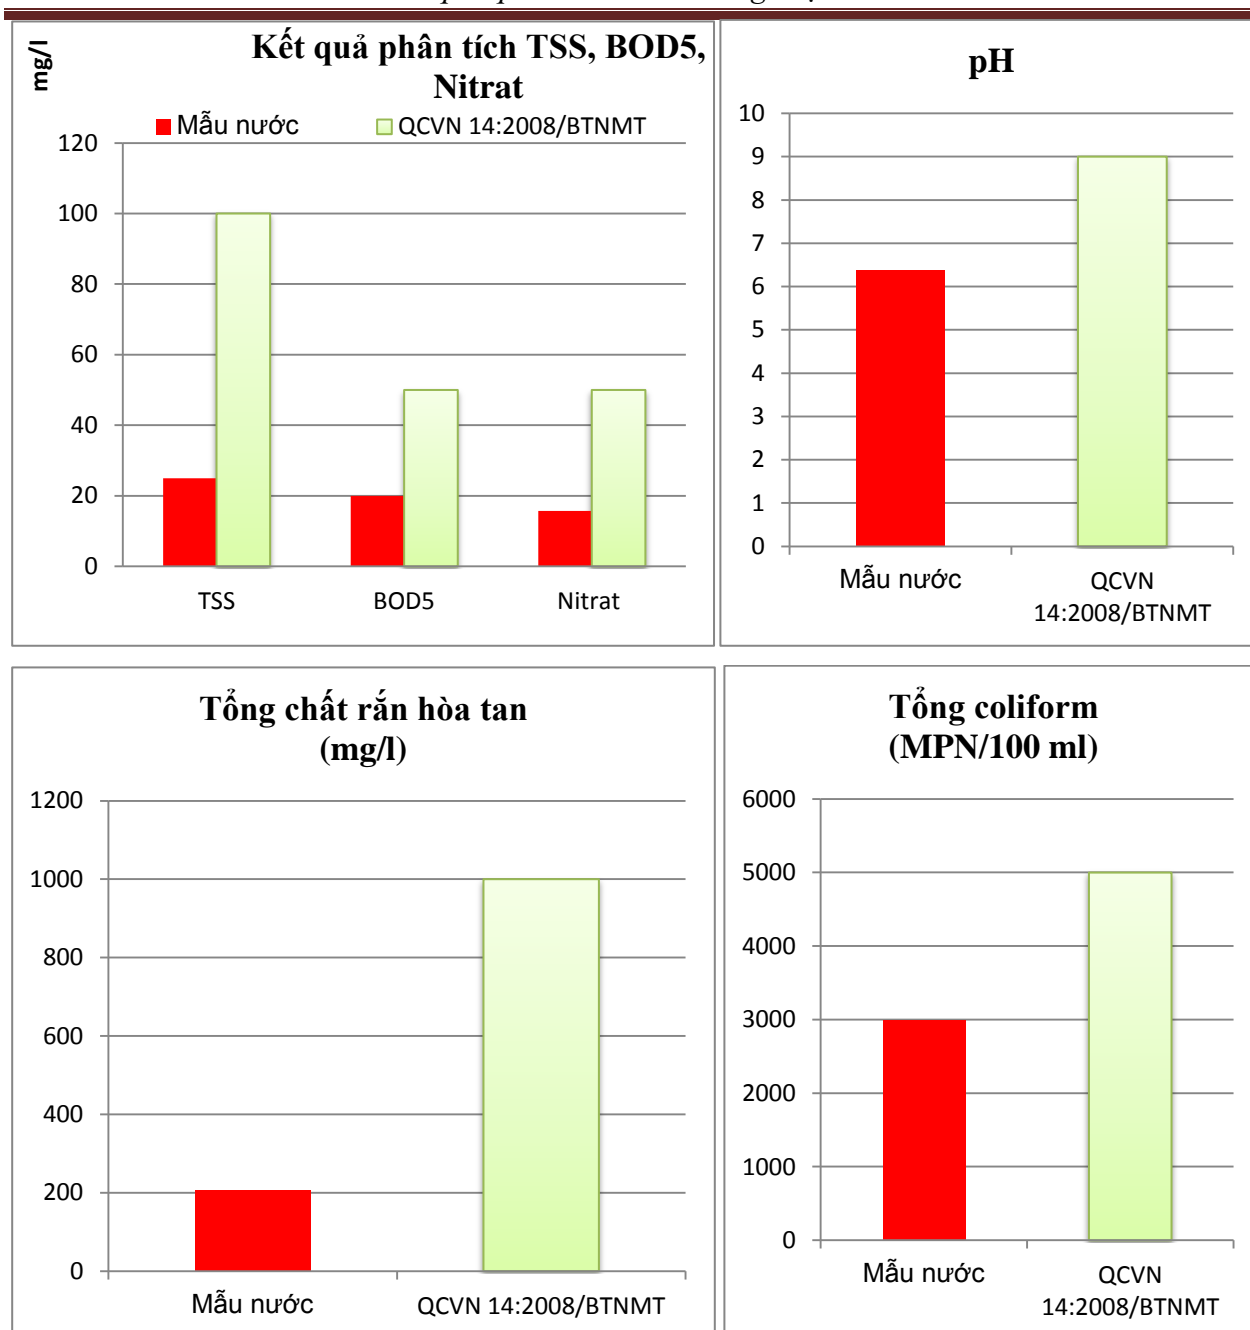 mg/l
Kết quả phân tích TSS, BOD5,
Nitrat
Mẫu nước
QCVN 14:2008/BTNMT
120
100
80
60
40
20
0
TSS
BOD5
Nitrat
pH
10
9
8
7
6
5
4
3
2
1
0
Mẫu nước
QCVN
14:2008/BTNMT
Tổng chất rắn hòa tan
(mg/l)
1200
1000
800
600
400
200
0
Mẫu nước
QCVN 14:2008/BTNMT
Tổng coliform
(MPN/100 ml)
6000
5000
4000
3000
2000
1000
0
Mẫu nước
QCVN
14:2008/BTNMT